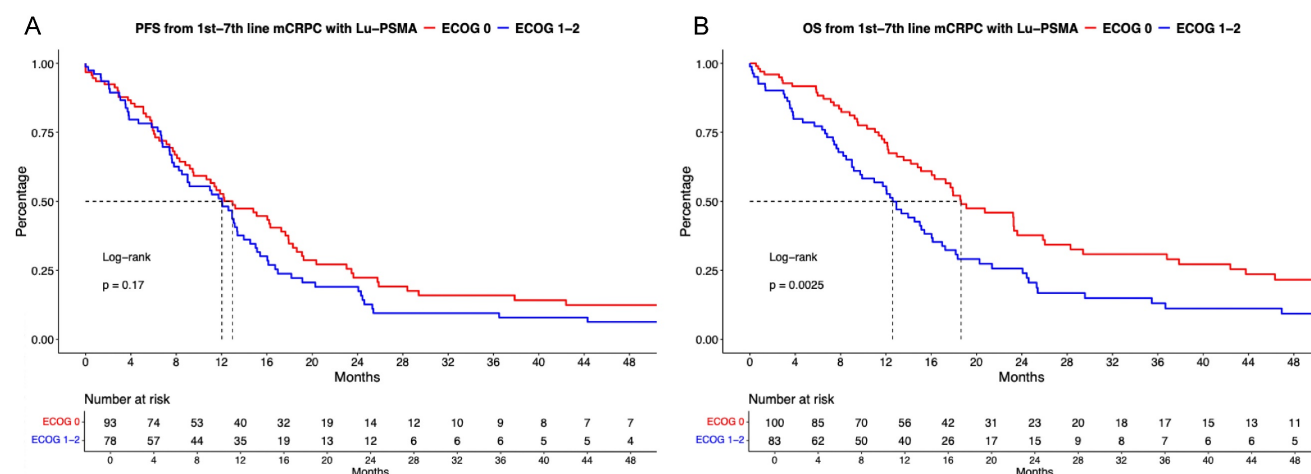 A
PFS from 1st–7th line mCRPC with Lu–PSMA ECOG 0 ECOG 1–2
Percentage
1.00
0.75
0.50
0.25
0.00
Log–rank
p = 0.17
0 4 8 12 16 20 24 28 32 36 40 44 48
Months
Number at risk
ECOG 0 93 74 53 40 32 19 14 12 10 9 8 7 7
ECOG 1–2 78 57 44 35 19 13 12 6 6 6 5 5 4
0 4 8 12 16 20 24 28 32 36 40 44 48
Months
B
OS from 1st–7th line mCRPC with Lu–PSMA ECOG 0 ECOG 1–2
Percentage
1.00
0.75
0.50
0.25
0.00
Log–rank
p = 0.0025
0 4 8 12 16 20 24 28 32 36 40 44 48
Months
Number at risk
ECOG 0 100 85 70 56 42 31 23 20 18 17 15 13 11
ECOG 1–2 83 62 50 40 26 17 15 9 8 7 6 6 5
0 4 8 12 16 20 24 28 32 36 40 44 48
Months